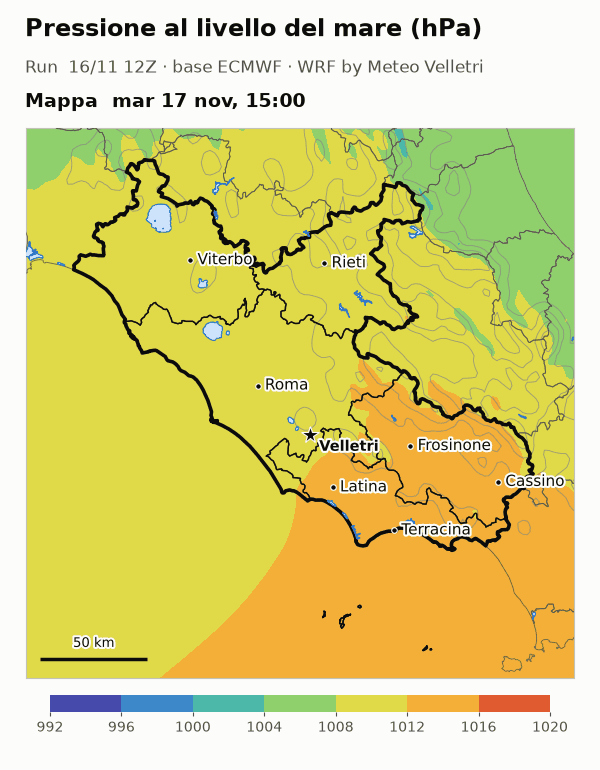 Pressione al livello del mare (hPa)
Run  16/11 12Z · base ECMWF · WRF by Meteo Velletri
Mappa  mar 17 nov, 15:00
Viterbo
Rieti
Roma
Velletri
Frosinone
Cassino
Latina
Terracina
50 km
992 996 1000 1004 1008 1012 1016 1020